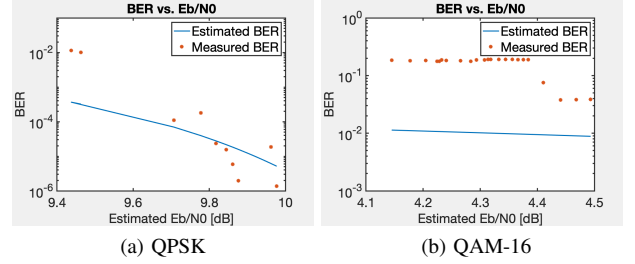 BER vs. Eb/N0
Estimated BER
Measured BER
10^-2
10^-4
10^-6
BER
9.4 9.6 9.8 10
Estimated Eb/N0 [dB]
(a) QPSK
BER vs. Eb/N0
Estimated BER
Measured BER
10^0
10^-1
10^-2
10^-3
BER
4.1 4.2 4.3 4.4 4.5
Estimated Eb/N0 [dB]
(b) QAM-16